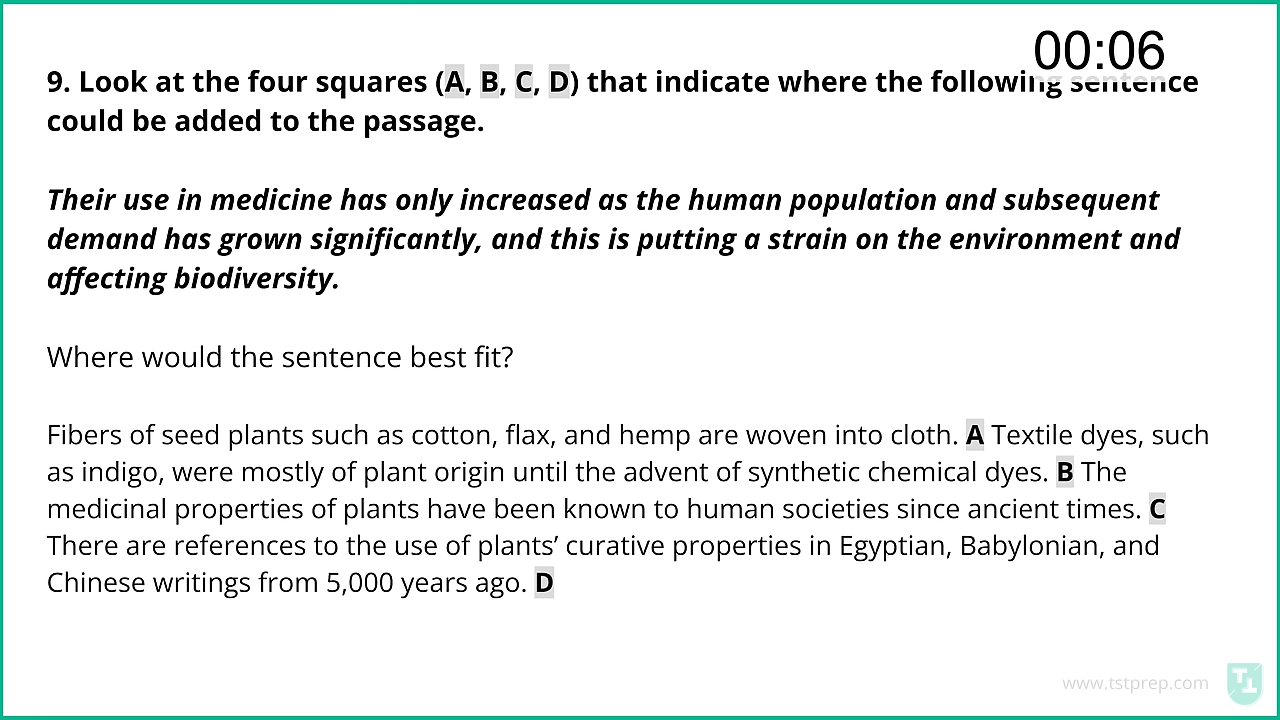 00:06
9. Look at the four squares (A, B, C, D) that indicate where the following sentence
could be added to the passage.
Their use in medicine has only increased as the human population and subsequent
demand has grown significantly, and this is putting a strain on the environment and
affecting biodiversity.
Where would the sentence best fit?
Fibers of seed plants such as cotton, flax, and hemp are woven into cloth. A Textile dyes, such
as indigo, were mostly of plant origin until the advent of synthetic chemical dyes. B The
medicinal properties of plants have been known to human societies since ancient times. C
There are references to the use of plants’ curative properties in Egyptian, Babylonian, and
Chinese writings from 5,000 years ago. D
www.tstprep.com